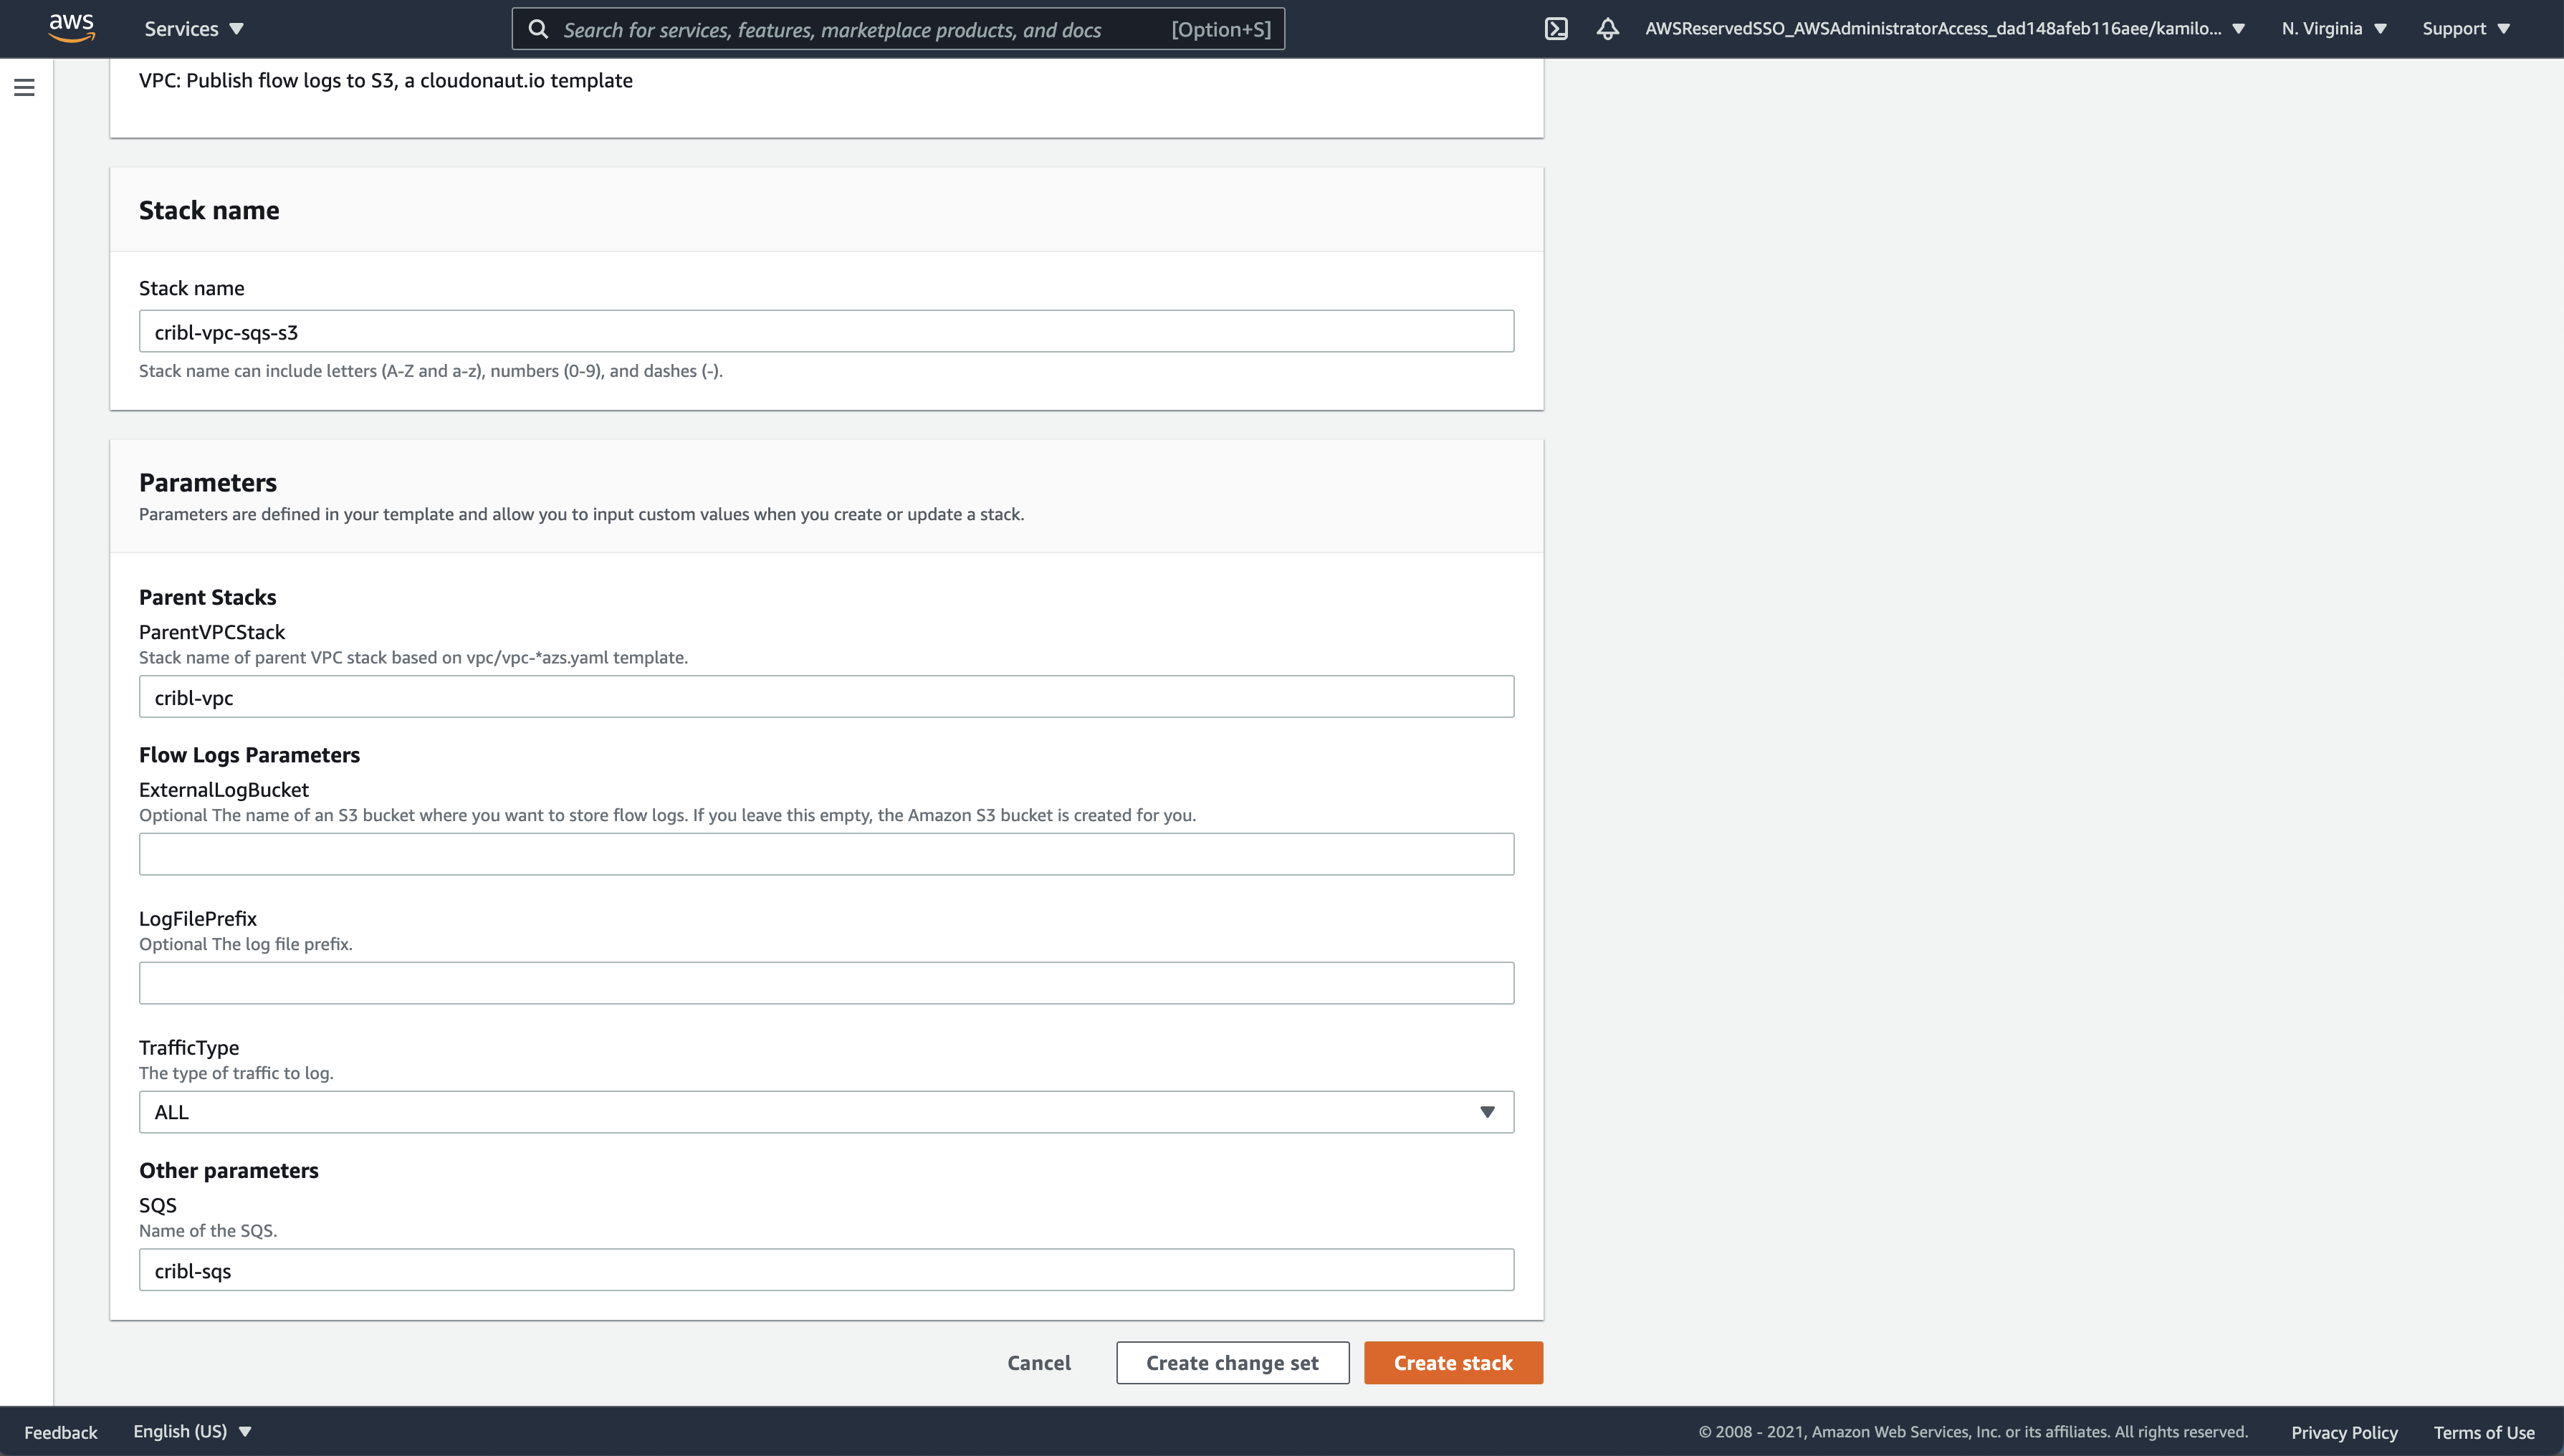 aws
Services
Search for services, features, marketplace products, and docs [Option+S]
AWSReservedSSO_AWSAdministratorAccess_dad148afeb116aee/kamilo...
N. Virginia
Support
VPC: Publish flow logs to S3, a cloudonaut.io template
Stack name
Stack name
cribl-vpc-sqs-s3
Stack name can include letters (A-Z and a-z), numbers (0-9), and dashes (-).
Parameters
Parameters are defined in your template and allow you to input custom values when you create or update a stack.
Parent Stacks
ParentVPCStack
Stack name of parent VPC stack based on vpc/vpc-*azs.yaml template.
cribl-vpc
Flow Logs Parameters
ExternalLogBucket
Optional The name of an S3 bucket where you want to store flow logs. If you leave this empty, the Amazon S3 bucket is created for you.
LogFilePrefix
Optional The log file prefix.
TrafficType
The type of traffic to log.
ALL
Other parameters
SQS
Name of the SQS.
cribl-sqs
Cancel
Create change set
Create stack
Feedback
English (US)
© 2008 - 2021, Amazon Web Services, Inc. or its affiliates. All rights reserved.
Privacy Policy
Terms of Use